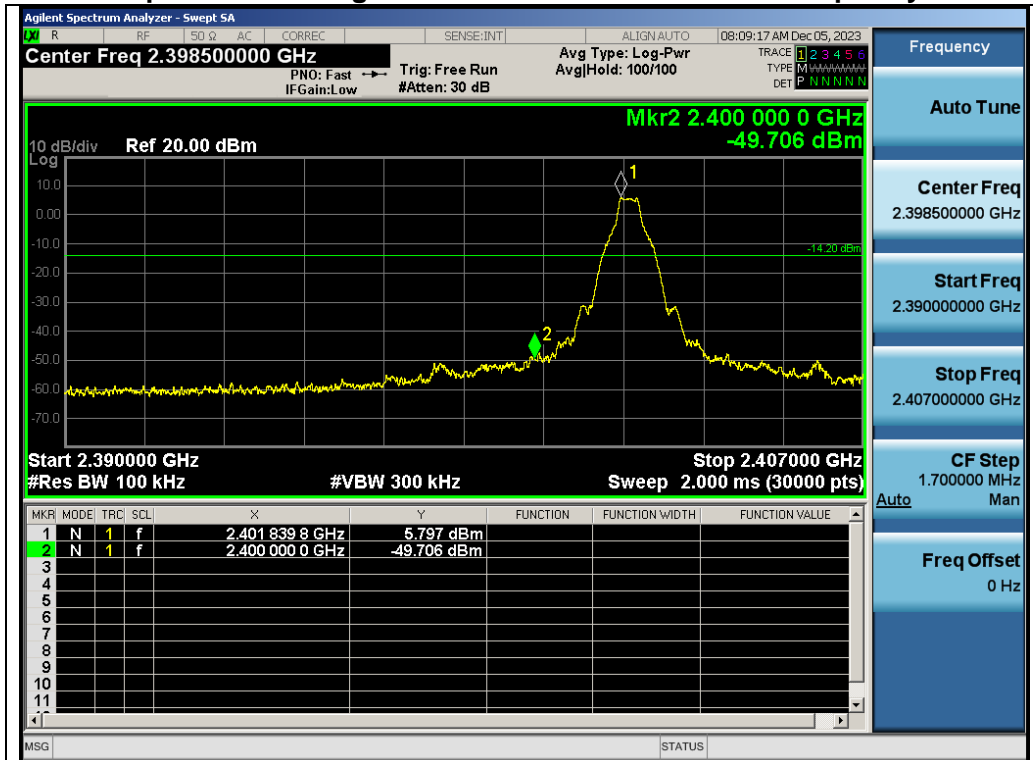 Agilent Spectrum Analyzer - Swept SA
LXI R RF 50 Ω AC CORREC SENSE:INT ALIGN AUTO 08:09:17 AM Dec 05, 2023
Center Freq 2.398500000 GHz
PNO: Fast
IFGain:Low
Trig: Free Run
#Atten: 30 dB
Avg Type: Log-Pwr
Avg|Hold: 100/100
TRACE 1 2 3 4 5 6
TYPE M WWWWW
DET P N N N N N
Frequency
Auto Tune
Center Freq
2.398500000 GHz
Start Freq
2.390000000 GHz
Stop Freq
2.407000000 GHz
CF Step
1.700000 MHz
Auto Man
Freq Offset
0 Hz
Mkr2 2.400 000 0 GHz
-49.706 dBm
10 dB/div Ref 20.00 dBm
Log
10.0
0.00
-10.0
-20.0
-30.0
-40.0
-50.0
-60.0
-70.0
1
-14.20 dBm
2
Start 2.390000 GHz Stop 2.407000 GHz
#Res BW 100 kHz #VBW 300 kHz Sweep 2.000 ms (30000 pts)
MKR MODE TRC SCL X Y FUNCTION FUNCTION WIDTH FUNCTION VALUE
1 N 1 f 2.401 839 8 GHz 5.797 dBm
2 N 1 f 2.400 000 0 GHz -49.706 dBm
3
4
5
6
7
8
9
10
11
MSG STATUS